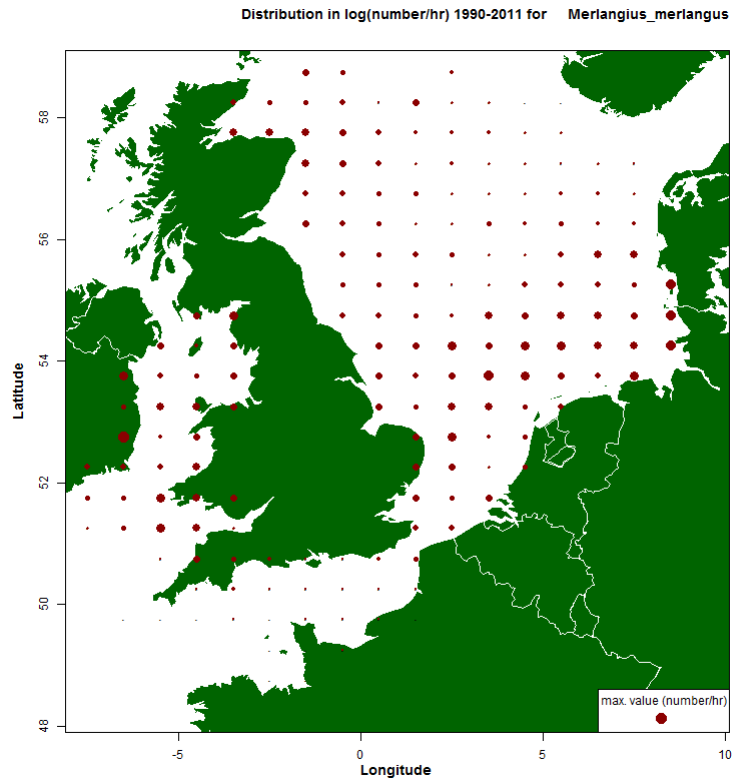 Distribution in log(number/hr) 1990-2011 for Merlangius_merlangus
58
56
54
52
50
48
Latitude
-5
0
5
10
Longitude
max. value (number/hr)